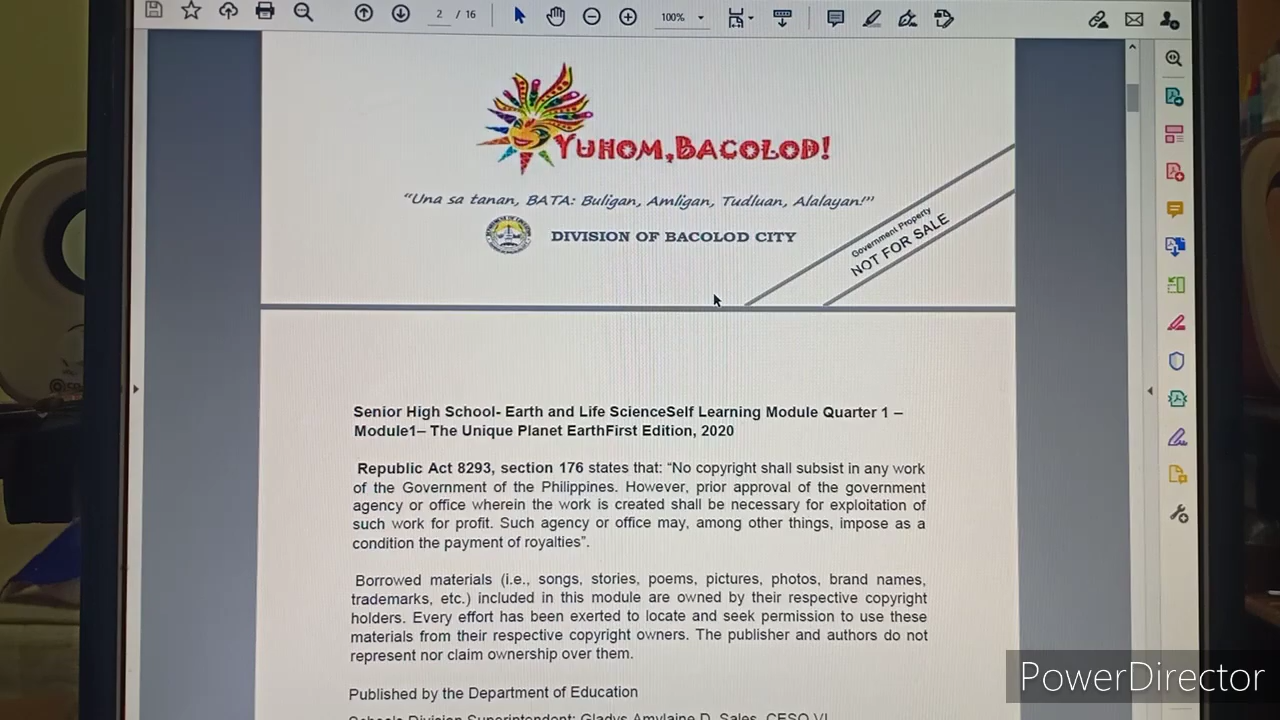 2 / 16
100%
YUHOM, BACOLOD!
"Una sa tanan, BATA: Buligan, Amligan, Tudluan, Alalayan!"
DIVISION OF BACOLOD CITY
Government Property
NOT FOR SALE
Senior High School- Earth and Life ScienceSelf Learning Module Quarter 1 –
Module1– The Unique Planet EarthFirst Edition, 2020
Republic Act 8293, section 176 states that: "No copyright shall subsist in any work
of the Government of the Philippines. However, prior approval of the government
agency or office wherein the work is created shall be necessary for exploitation of
such work for profit. Such agency or office may, among other things, impose as a
condition the payment of royalties".
Borrowed materials (i.e., songs, stories, poems, pictures, photos, brand names,
trademarks, etc.) included in this module are owned by their respective copyright
holders. Every effort has been exerted to locate and seek permission to use these
materials from their respective copyright owners. The publisher and authors do not
represent nor claim ownership over them.
Published by the Department of Education
Schools Division Superintendent: Gladys Amylaine D. Sales, CESO VI
PowerDirector